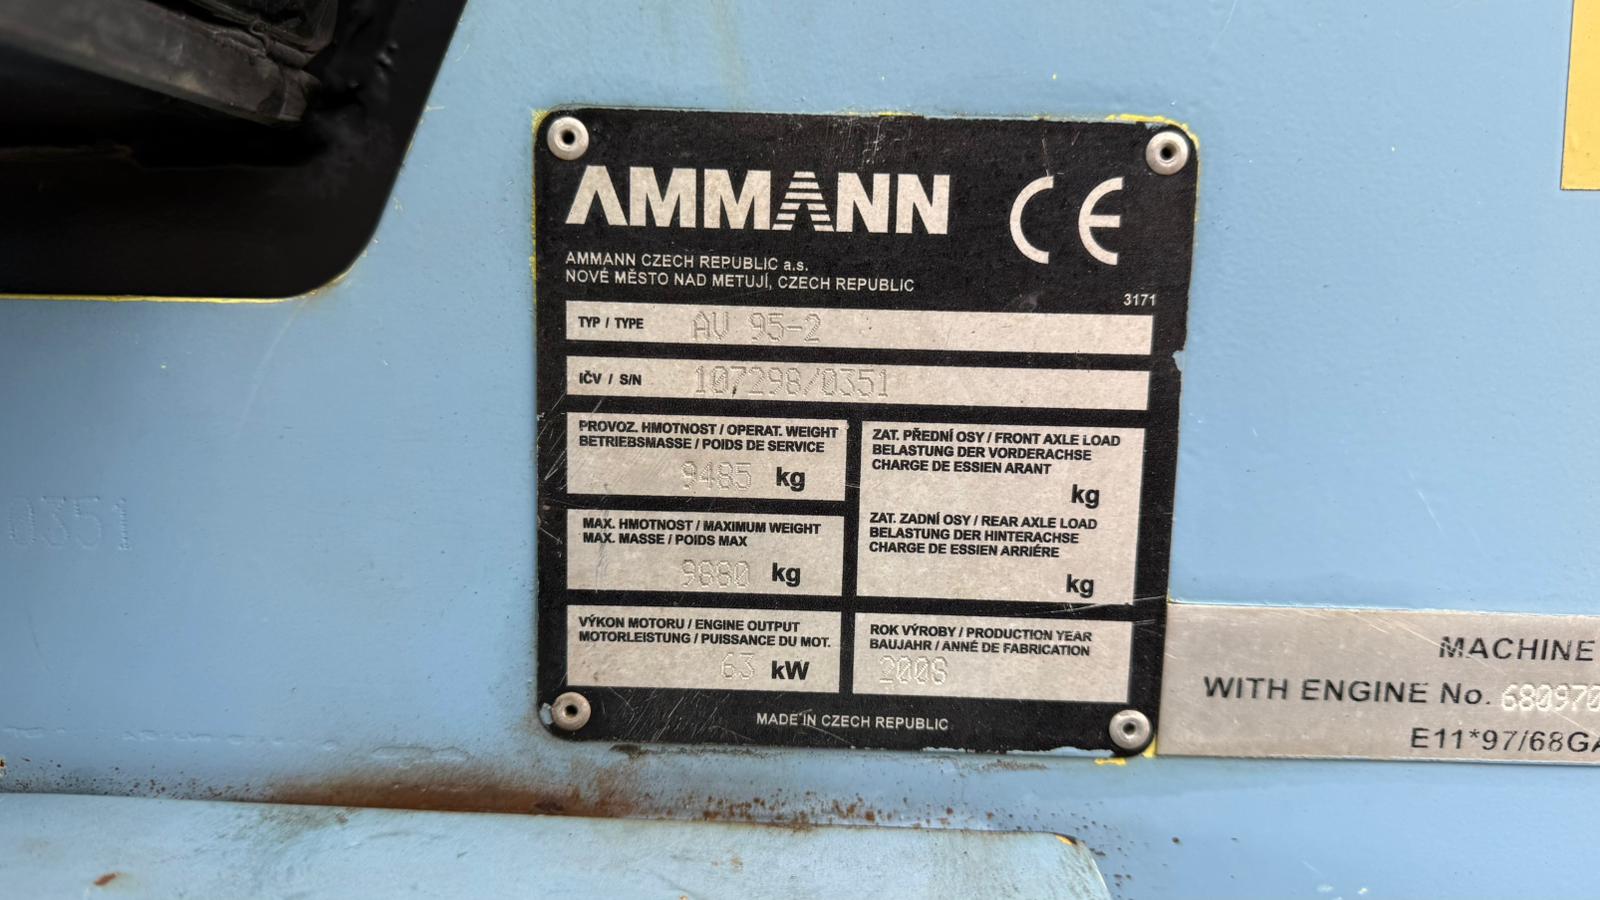 AMMANN CE
AMMANN CZECH REPUBLIC a.s.
NOVÉ MĚSTO NAD METUJÍ, CZECH REPUBLIC
3171
TYP / TYPE AV 95-2
IČV / S/N 107298/0351
PROVOZ. HMOTNOST / OPERAT. WEIGHT
BETRIEBSMASSE / POIDS DE SERVICE
9485 kg
ZAT. PŘEDNÍ OSY / FRONT AXLE LOAD
BELASTUNG DER VORDERACHSE
CHARGE DE ESSIEN ARANT
kg
MAX. HMOTNOST / MAXIMUM WEIGHT
MAX. MASSE / POIDS MAX
9880 kg
ZAT. ZADNÍ OSY / REAR AXLE LOAD
BELASTUNG DER HINTERACHSE
CHARGE DE ESSIEN ARRIÉRE
kg
VÝKON MOTORU / ENGINE OUTPUT
MOTORLEISTUNG / PUISSANCE DU MOT.
63 kW
ROK VÝROBY / PRODUCTION YEAR
BAUJAHR / ANNÉ DE FABRICATION
2008
MADE IN CZECH REPUBLIC
0351
MACHINE
WITH ENGINE No. 680970
E11*97/68GA